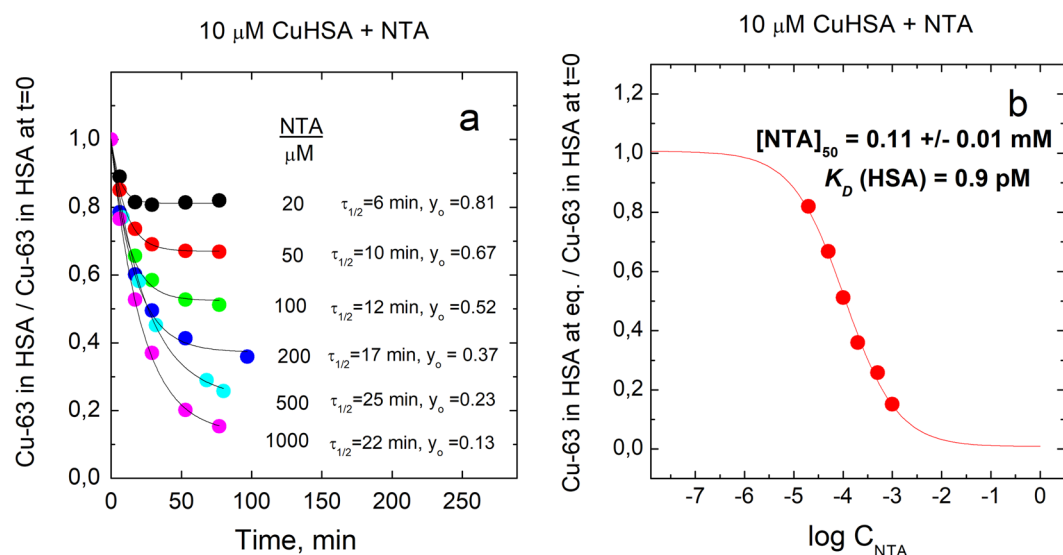 10 μM CuHSA + NTA
a
Cu-63 in HSA / Cu-63 in HSA at t=0
1,0
0,8
0,6
0,4
0,2
0,0
0 50 100 150 200 250
Time, min
NTA
μM
20 τ1/2=6 min, yo=0.81
50 τ1/2=10 min, yo=0.67
100 τ1/2=12 min, yo=0.52
200 τ1/2=17 min, yo= 0.37
500 τ1/2=25 min, yo=0.23
1000 τ1/2=22 min, yo=0.13
10 μM CuHSA + NTA
b
Cu-63 in HSA at eq. / Cu-63 in HSA at t=0
[NTA]50 = 0.11 +/- 0.01 mM
KD (HSA) = 0.9 pM
1,2
1,0
0,8
0,6
0,4
0,2
0,0
-7 -6 -5 -4 -3 -2 -1 0
log CNTA